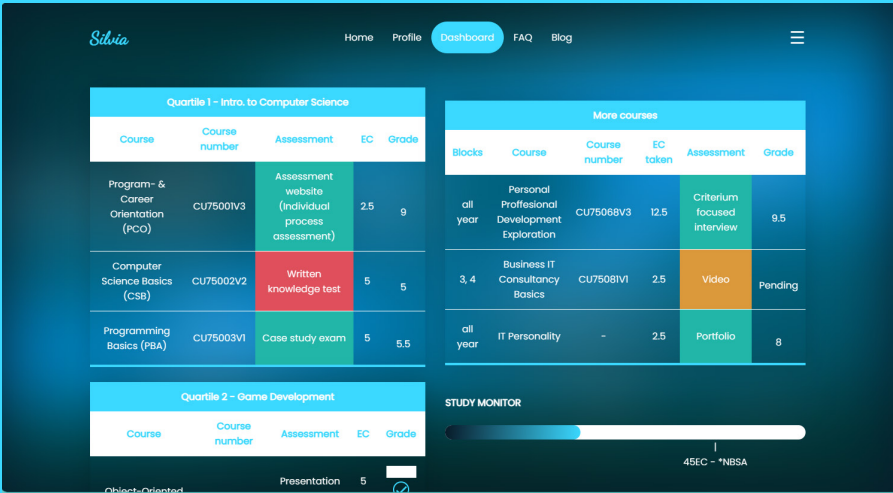 Silvia
Home Profile Dashboard FAQ Blog
Quartile 1 - Intro. to Computer Science
Course Course number Assessment EC Grade
Program- & Career Orientation (PCO) CU75001V3 Assessment website (Individual process assessment) 2.5 9
Computer Science Basics (CSB) CU75002V2 Written knowledge test 5 5
Programming Basics (PBA) CU75003V1 Case study exam 5 5.5
Quartile 2 - Game Development
Course Course number Assessment EC Grade
Object-Oriented Presentation 5
More courses
Blocks Course Course number EC taken Assessment Grade
all year Personal Proffesional Development Exploration CU75068V3 12.5 Criterium focused interview 9.5
3, 4 Business IT Consultancy Basics CU75081V1 2.5 Video Pending
all year IT Personality - 2.5 Portfolio 8
STUDY MONITOR
45EC - *NBSA